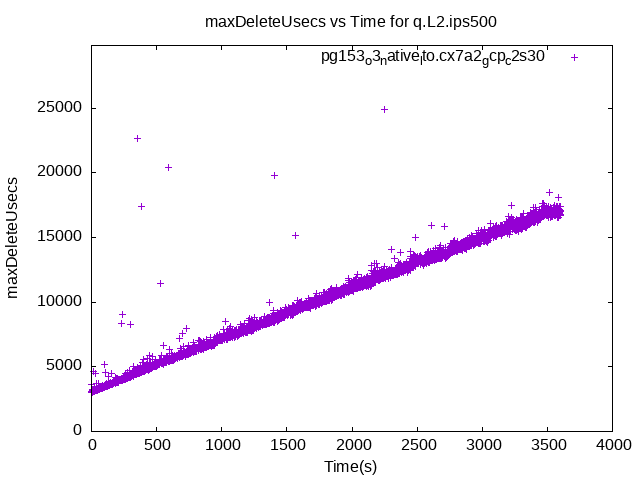 maxDeleteUsecs vs Time for q.L2.ips500
pg153o3native_lto.cx7a2gcpc2s30
25000
20000
15000
10000
5000
0
maxDeleteUsecs
0 500 1000 1500 2000 2500 3000 3500 4000
Time(s)